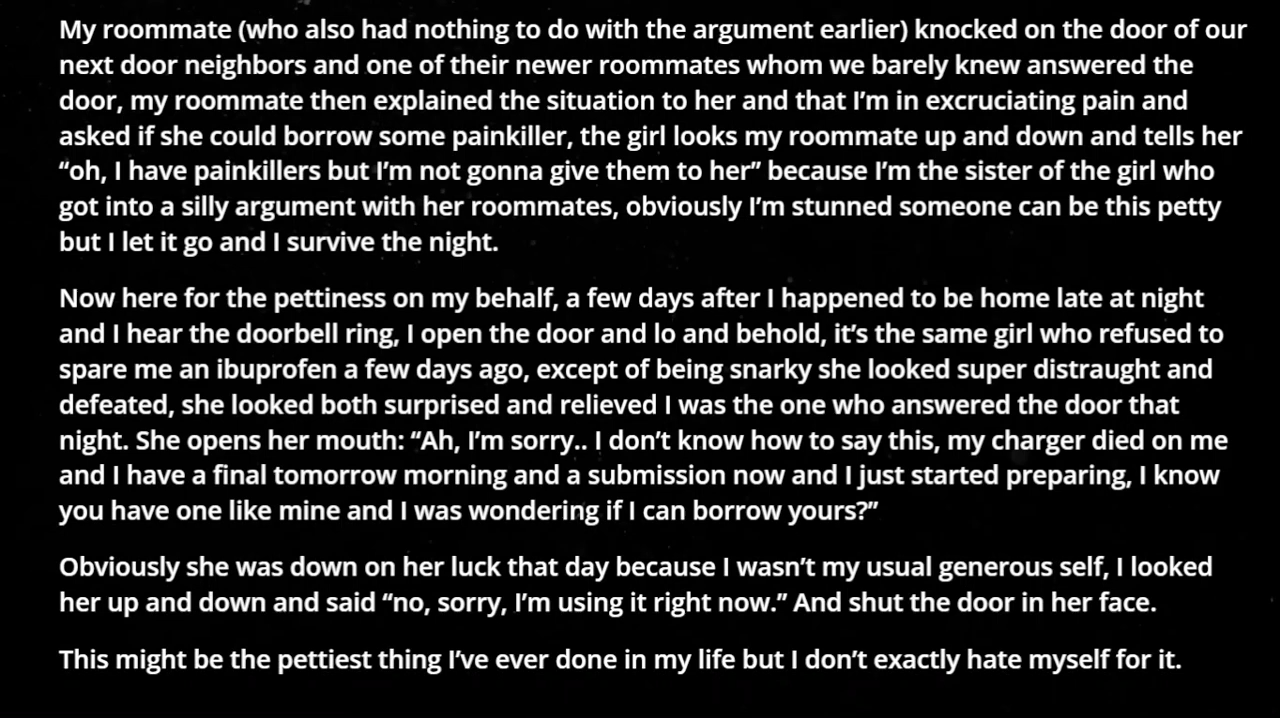 My roommate (who also had nothing to do with the argument earlier) knocked on the door of our
next door neighbors and one of their newer roommates whom we barely knew answered the
door, my roommate then explained the situation to her and that I’m in excruciating pain and
asked if she could borrow some painkiller, the girl looks my roommate up and down and tells her
“oh, I have painkillers but I’m not gonna give them to her” because I’m the sister of the girl who
got into a silly argument with her roommates, obviously I’m stunned someone can be this petty
but I let it go and I survive the night.
Now here for the pettiness on my behalf, a few days after I happened to be home late at night
and I hear the doorbell ring, I open the door and lo and behold, it’s the same girl who refused to
spare me an ibuprofen a few days ago, except of being snarky she looked super distraught and
defeated, she looked both surprised and relieved I was the one who answered the door that
night. She opens her mouth: “Ah, I’m sorry.. I don’t know how to say this, my charger died on me
and I have a final tomorrow morning and a submission now and I just started preparing, I know
you have one like mine and I was wondering if I can borrow yours?”
Obviously she was down on her luck that day because I wasn’t my usual generous self, I looked
her up and down and said “no, sorry, I’m using it right now.” And shut the door in her face.
This might be the pettiest thing I’ve ever done in my life but I don’t exactly hate myself for it.